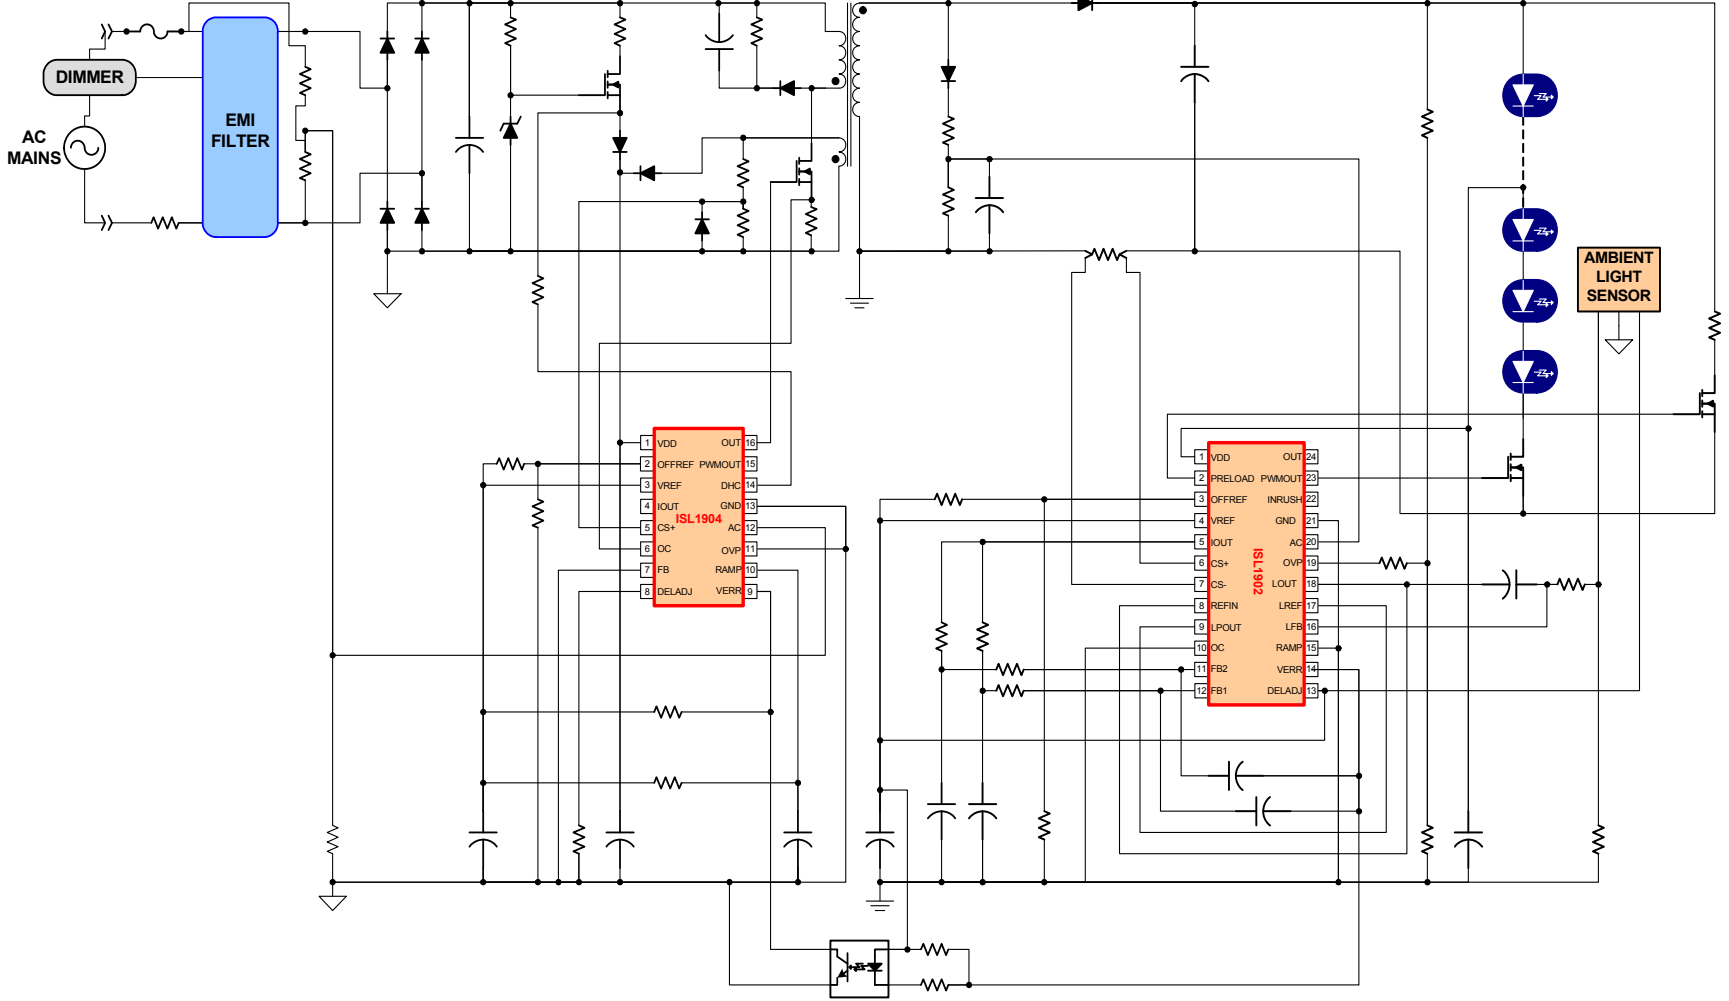 DIMMER
AC
MAINS
EMI
FILTER
AMBIENT
LIGHT
SENSOR
1 VDD OUT 16
2 OFFREF PWMOUT 15
3 VREF DHC 14
4 IOUT GND 13
ISL1904
5 CS+ AC 12
6 OC OVP 11
7 FB RAMP 10
8 DELADJ VERR 9
1 VDD OUT 24
2 PRELOAD PWMOUT 23
3 OFFREF INRUSH 22
4 VREF GND 21
5 IOUT AC 20
6 CS+ OVP 19
ISL1902
7 CS- LOUT 18
8 REFIN LREF 17
9 LPOUT LFB 16
10 OC RAMP 15
11 FB2 VERR 14
12 FB1 DELADJ 13